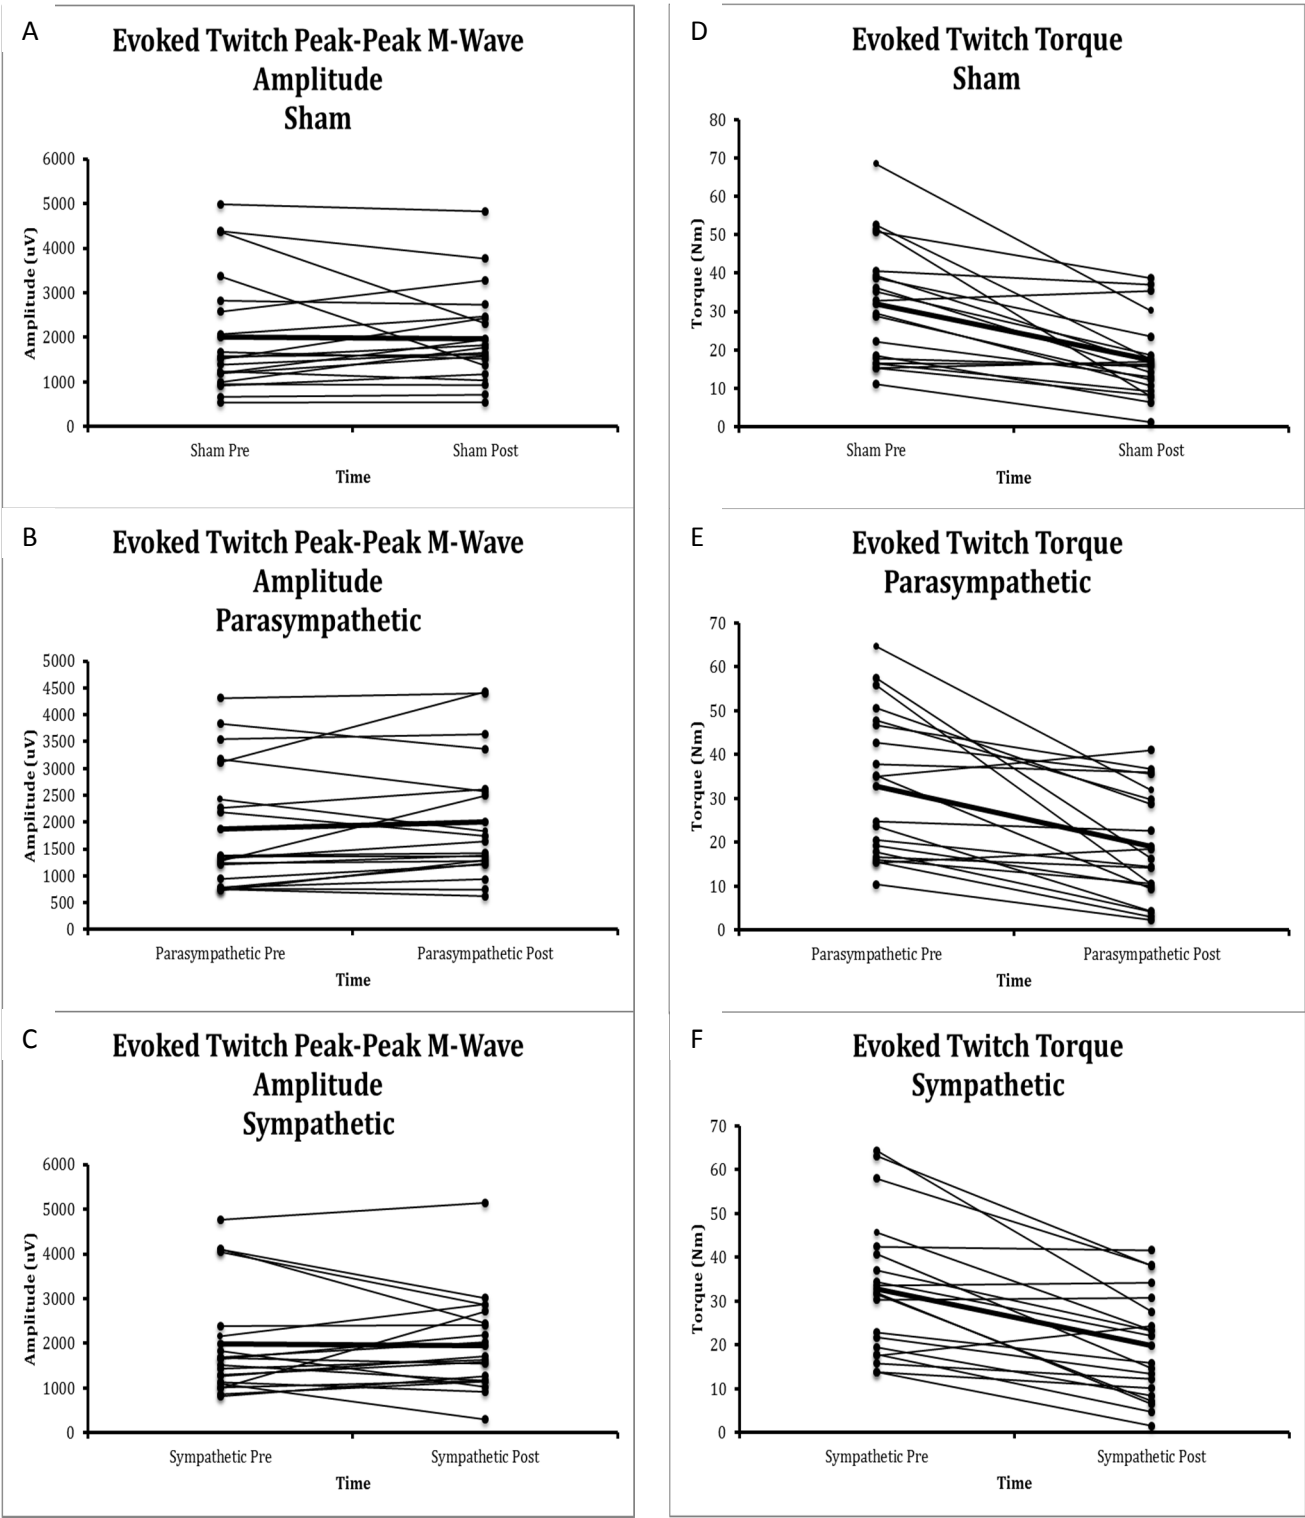 A
Evoked Twitch Peak-Peak M-Wave
Amplitude
Sham
6000
5000
4000
3000
2000
1000
0
Amplitude (uV)
Sham Pre
Sham Post
Time
D
Evoked Twitch Torque
Sham
80
70
60
50
40
30
20
10
0
Torque (Nm)
Sham Pre
Sham Post
Time
B
Evoked Twitch Peak-Peak M-Wave
Amplitude
Parasympathetic
5000
4500
4000
3500
3000
2500
2000
1500
1000
500
0
Amplitude (uV)
Parasympathetic Pre
Parasympathetic Post
Time
E
Evoked Twitch Torque
Parasympathetic
70
60
50
40
30
20
10
0
Torque (Nm)
Parasympathetic Pre
Parasympathetic Post
Time
C
Evoked Twitch Peak-Peak M-Wave
Amplitude
Sympathetic
6000
5000
4000
3000
2000
1000
0
Amplitude (uV)
Sympathetic Pre
Sympathetic Post
Time
F
Evoked Twitch Torque
Sympathetic
70
60
50
40
30
20
10
0
Torque (Nm)
Sympathetic Pre
Sympathetic Post
Time